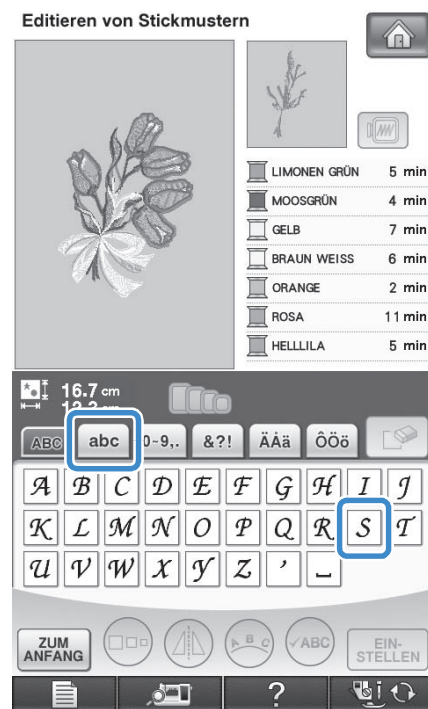 Editieren von Stickmustern
LIMONEN GRÜN 5 min
MOOSGRÜN 4 min
GELB 7 min
BRAUN WEISS 6 min
ORANGE 2 min
ROSA 11 min
HELLLILA 5 min
16.7 cm
ABC abc 0~9,. &?! ÄÅä ÔÖö
A B C D E F G H I J
K L M N O P Q R S T
U V W X Y Z ' ⎵
A B C
✓ABC
ZUM
ANFANG
EIN-
STELLEN
?